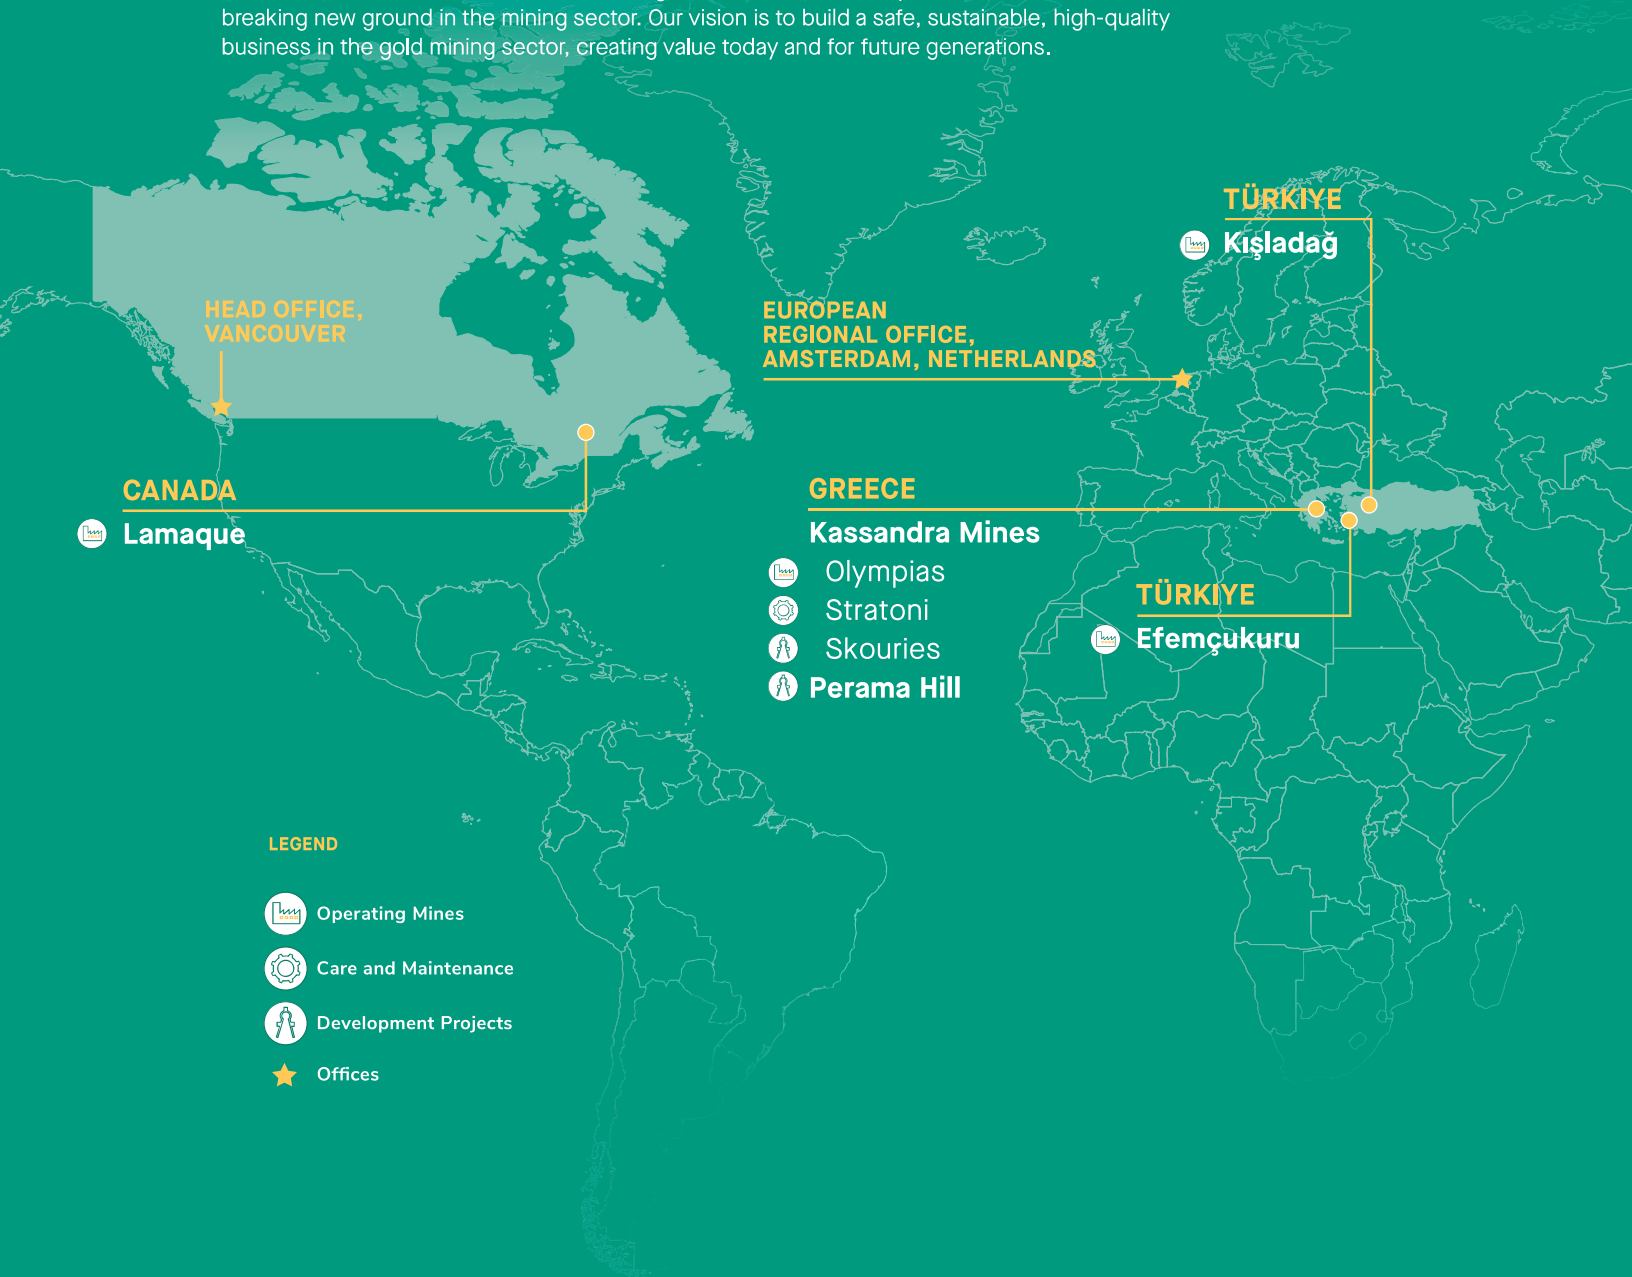 breaking new ground in the mining sector. Our vision is to build a safe, sustainable, high-quality
business in the gold mining sector, creating value today and for future generations.
TÜRKIYE
Kışladağ
HEAD OFFICE,
VANCOUVER
EUROPEAN
REGIONAL OFFICE,
AMSTERDAM, NETHERLANDS
CANADA
Lamaque
GREECE
Kassandra Mines
Olympias
Stratoni
Skouries
Perama Hill
TÜRKIYE
Efemçukuru
LEGEND
Operating Mines
Care and Maintenance
Development Projects
Offices